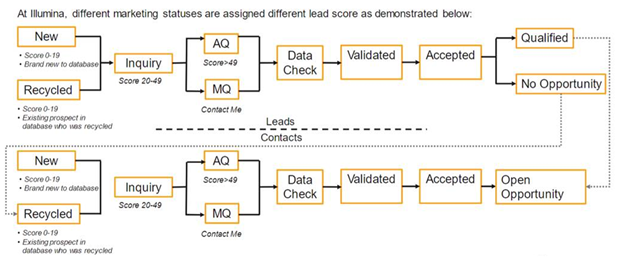 At Illumina, different marketing statuses are assigned different lead score as demonstrated below:
New
• Score 0-19
• Brand new to database
Recycled
• Score 0-19
• Existing prospect in
database who was recycled
Inquiry
Score 20-49
AQ
Score>49
MQ
Contact Me
Data
Check
Validated
Accepted
Qualified
No Opportunity
Leads
Contacts
New
• Score 0-19
• Brand new to database
Recycled
• Score 0-19
• Existing prospect in
database who was recycled
Inquiry
Score 20-49
AQ
Score>49
MQ
Contact Me
Data
Check
Validated
Accepted
Open
Opportunity